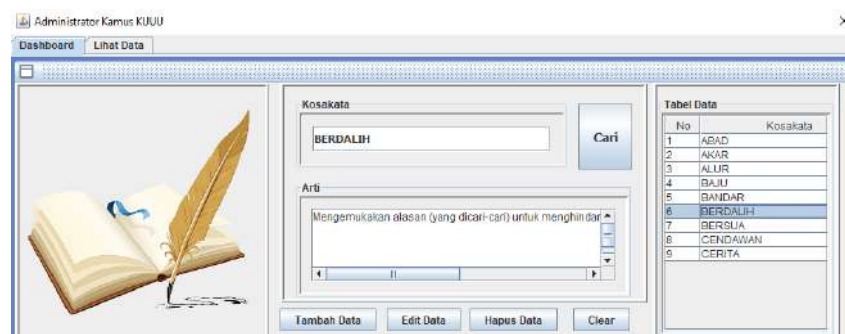 Administrator Kamus KUUU
Dashboard Lihat Data
Kosakata
BERDALIH
Cari
Arti
Mengemukakan alasan (yang dicari-cari) untuk menghindar
Tambah Data Edit Data Hapus Data Clear
Tabel Data
No Kosakata
1 ABAD
2 AKAR
3 ALUR
4 BAJU
5 BANDAR
6 BERDALIH
7 BERSUA
8 CENDAWAN
9 CERITA